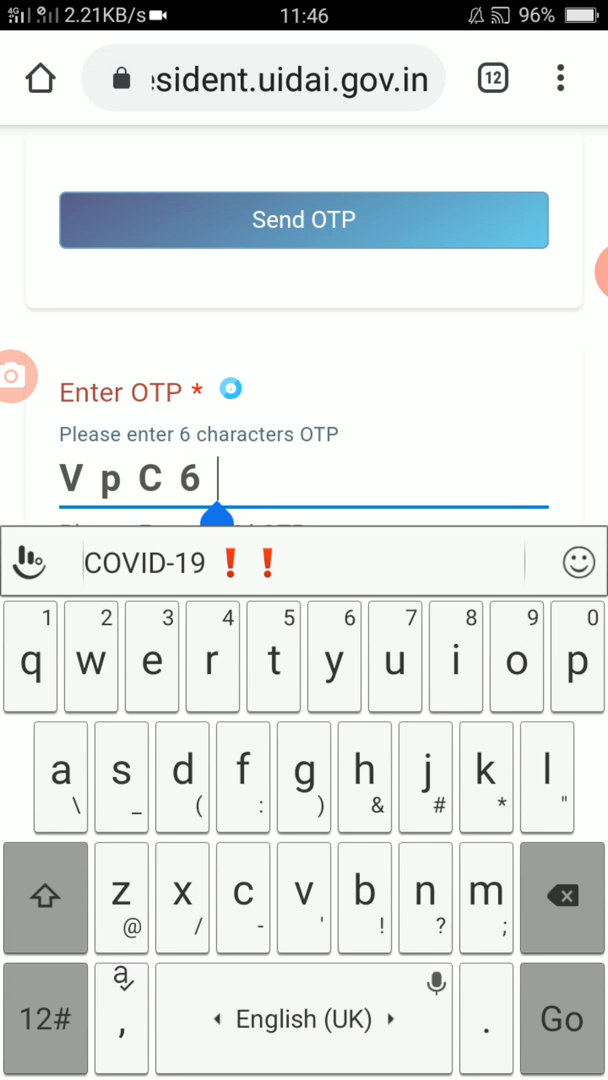 4G 2.21KB/s 11:46 96%
:sident.uidai.gov.in 12
Send OTP
Enter OTP *
Please enter 6 characters OTP
V p C 6
COVID-19 ❗ ❗
1 2 3 4 5 6 7 8 9 0
q w e r t y u i o p
a s d f g h j k l
\ _ ( : ) & # * "
z x c v b n m
@ / - ' ! ? ;
12# , English (UK) . Go